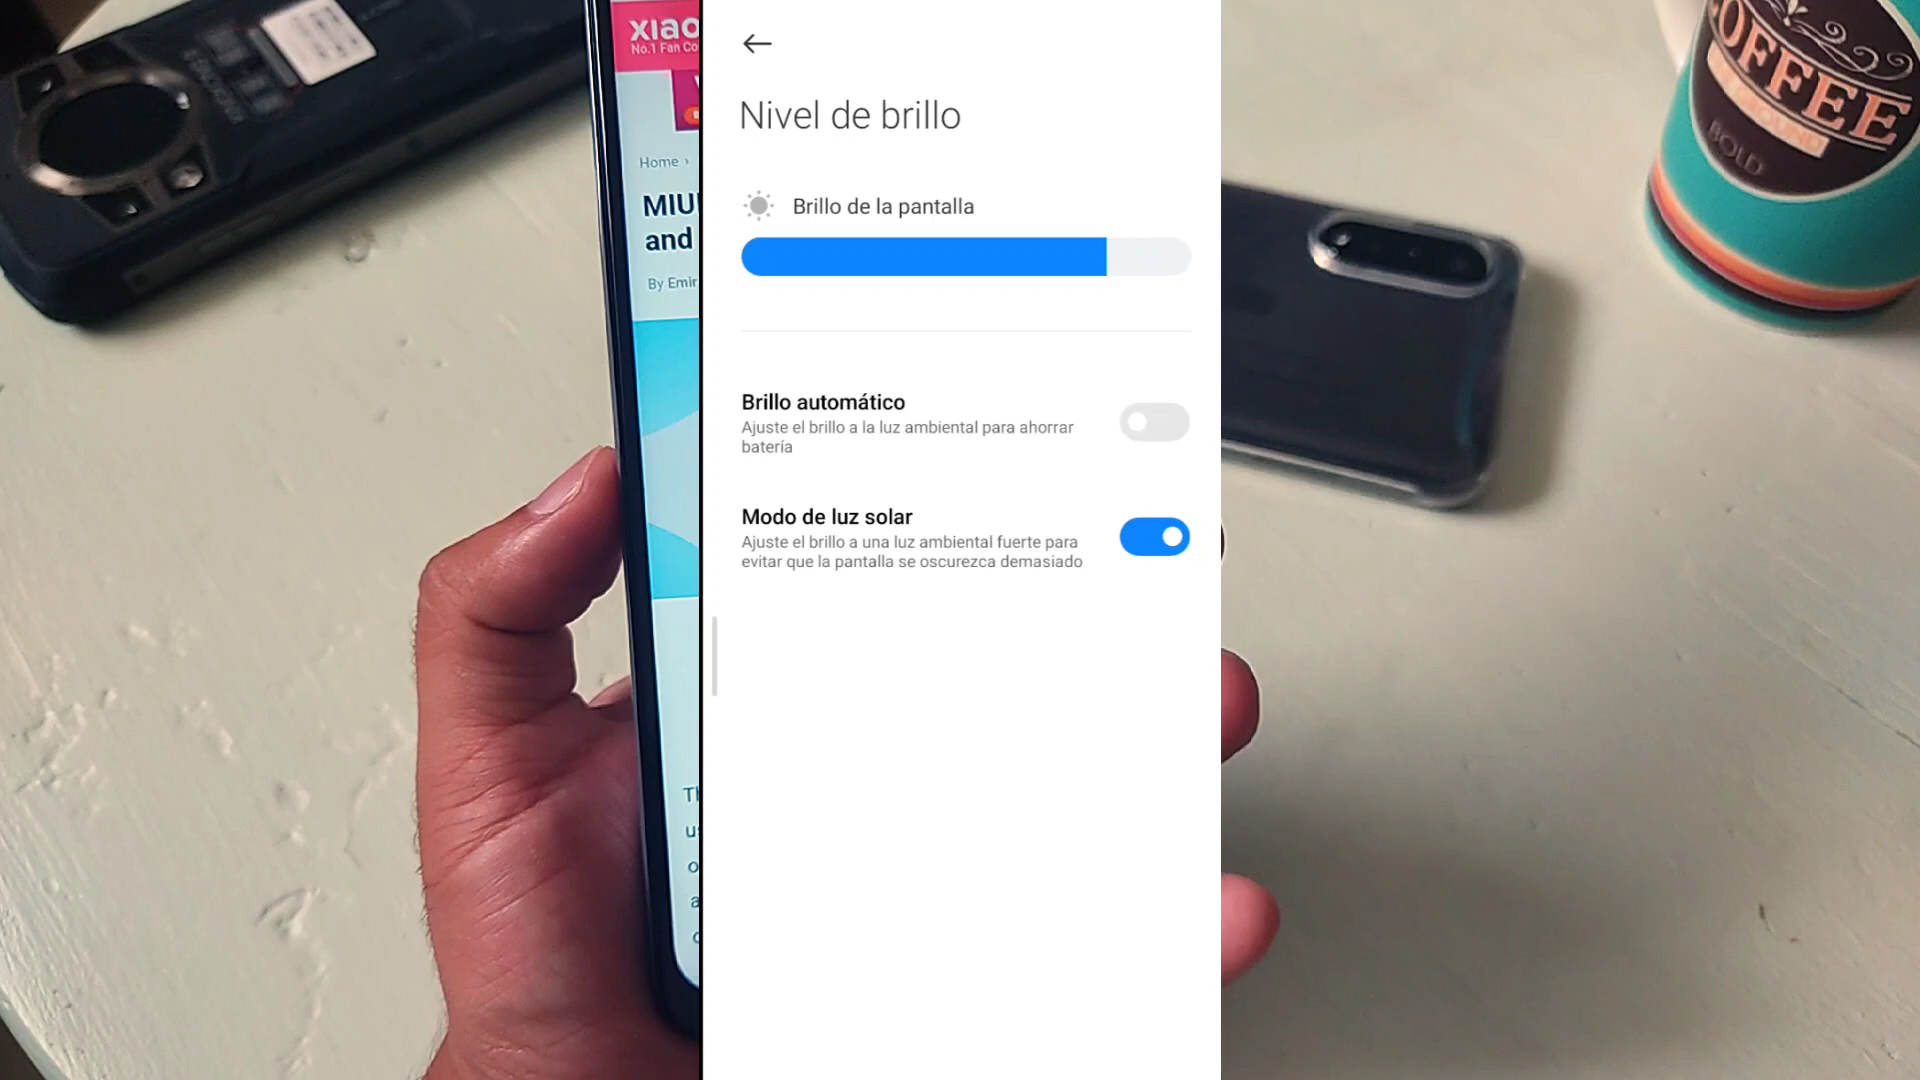 xiao
No.1 Fan Co
Home ›
MIU
and
By Emir
Nivel de brillo
Brillo de la pantalla
Brillo automático
Ajuste el brillo a la luz ambiental para ahorrar
batería
Modo de luz solar
Ajuste el brillo a una luz ambiental fuerte para
evitar que la pantalla se oscurezca demasiado
COFFEE
BOLD